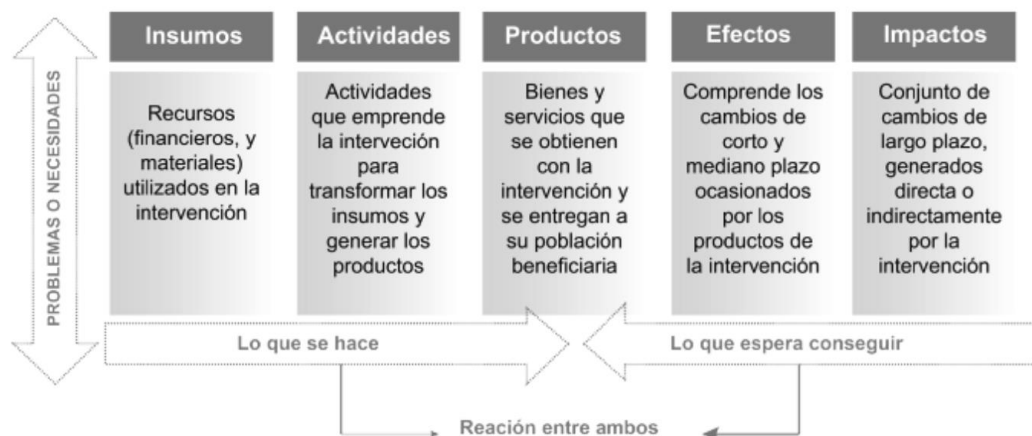 PROBLEMAS O NECESIDADES
Insumos
Recursos
(financieros, y
materiales)
utilizados en la
intervención
Actividades
Actividades
que emprende
la interveción
para
transformar los
insumos y
generar los
productos
Productos
Bienes y
servicios que
se obtienen
con la
intervención y
se entregan a
su población
beneficiaria
Efectos
Comprende los
cambios de
corto y
mediano plazo
ocasionados
por los
productos de
la intervención
Impactos
Conjunto de
cambios de
largo plazo,
generados
directa o
indirectamente
por la
intervención
Lo que se hace
Lo que espera conseguir
Reación entre ambos